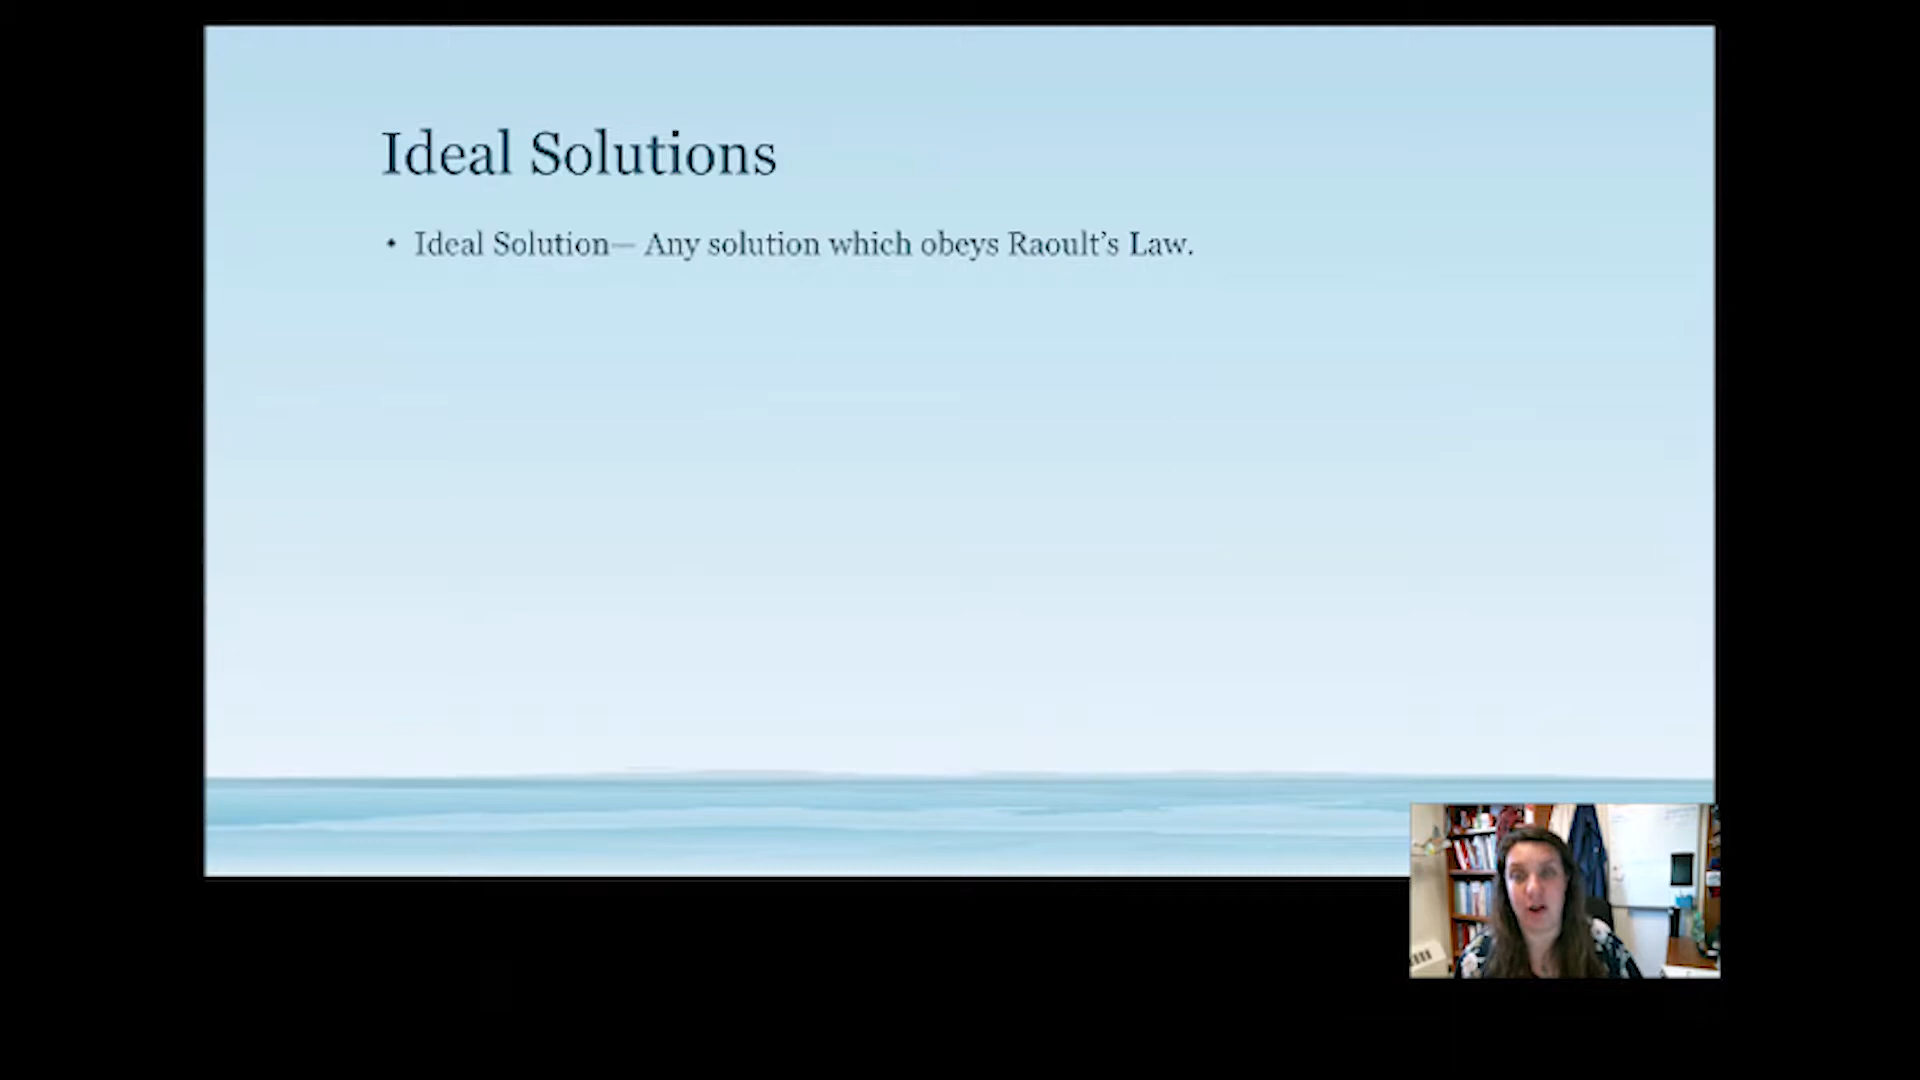 Ideal Solutions
• Ideal Solution— Any solution which obeys Raoult’s Law.